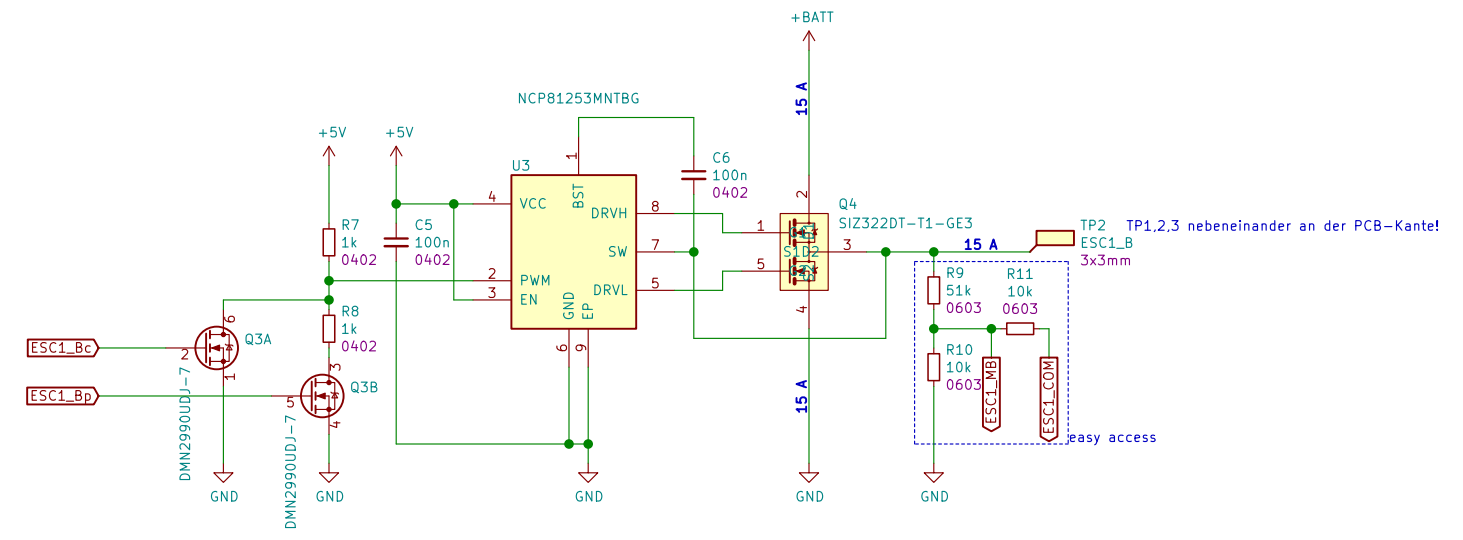 +BATT
15 A
NCP81253MNTBG
+5V
+5V
U3
1
BST
C6
100n
0402
2
Q4
SIZ322DT-T1-GE3
4
VCC
DRVH
8
1
R7
1k
0402
C5
100n
0402
SW
7
S1D2
3
15 A
TP2
ESC1_B
3x3mm
TP1,2,3 nebeneinander an der PCB-Kante!
2
PWM
3
EN
DRVL
5
5
GND
EP
6
9
4
R9
51k
0603
R11
10k
0603
R8
1k
0402
6
Q3A
2
1
ESC1_Bc
DMN2990UDJ-7
3
Q3B
5
4
ESC1_Bp
DMN2990UDJ-7
15 A
R10
10k
0603
ESC1_MB
ESC1_COM
easy access
GND
GND
GND
GND
GND